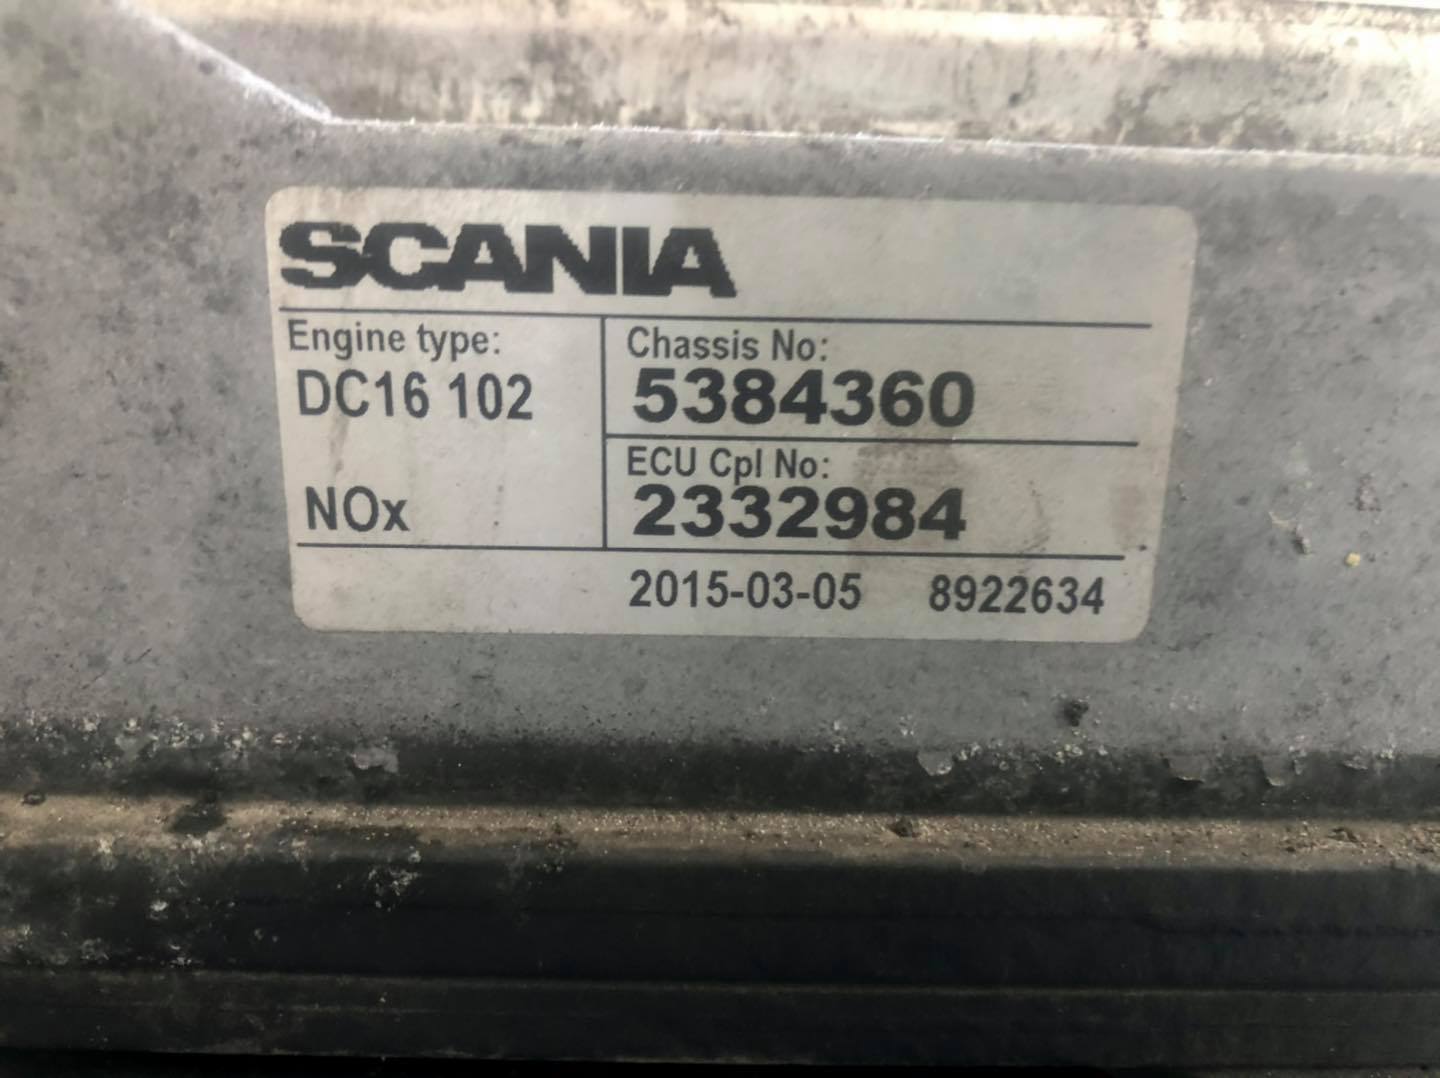 SCANIA
Engine type:
DC16 102
NOx
Chassis No:
5384360
ECU Cpl No:
2332984
2015-03-05 8922634